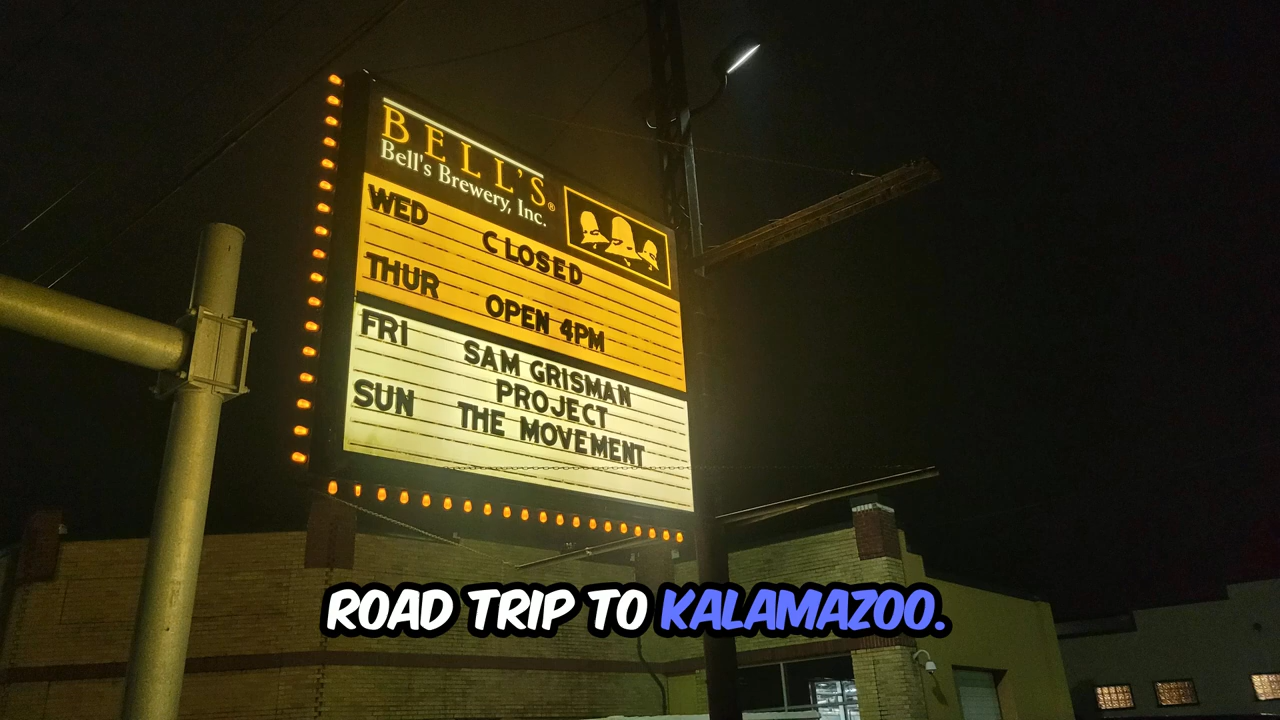 BELL'S®
Bell's Brewery, Inc.
WED
CLOSED
THUR
OPEN 4PM
FRI
SAM GRISMAN
PROJECT
SUN
THE MOVEMENT
ROAD TRIP TO KALAMAZOO.